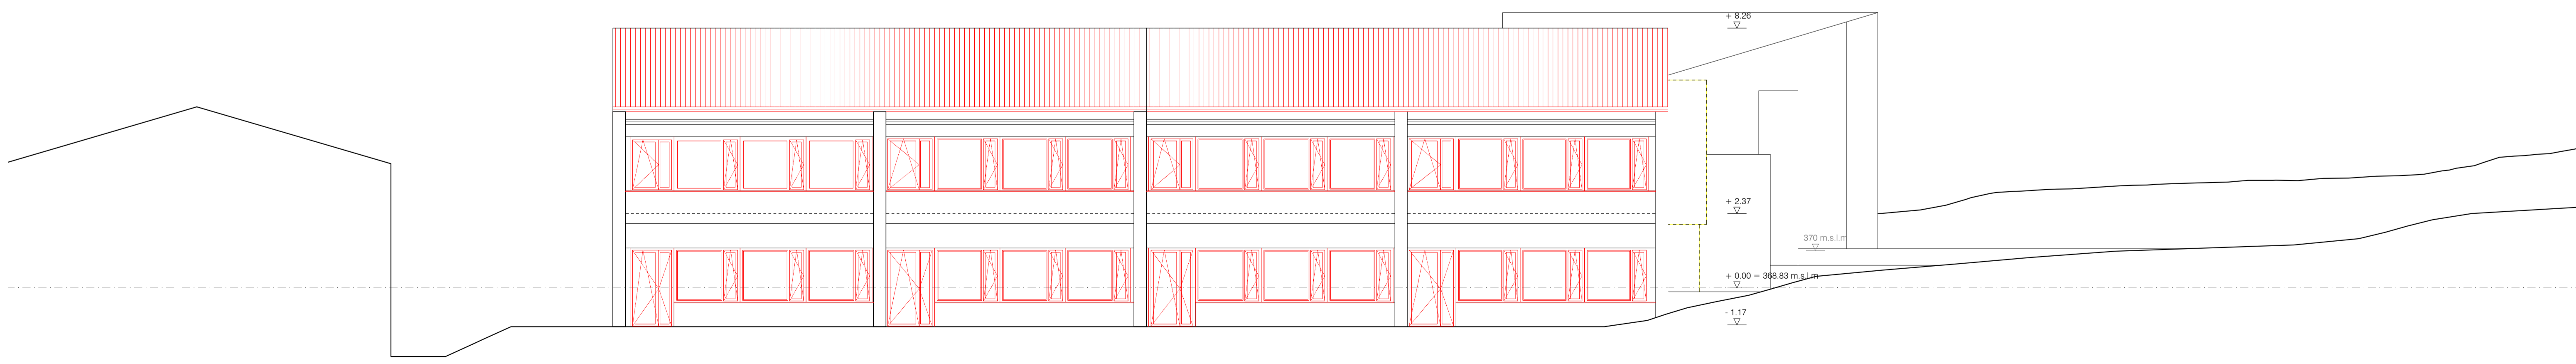 + 8.26
+ 2.37
370 m.s.l.m
+ 0.00 = 368.83 m.s.l.m
- 1.17